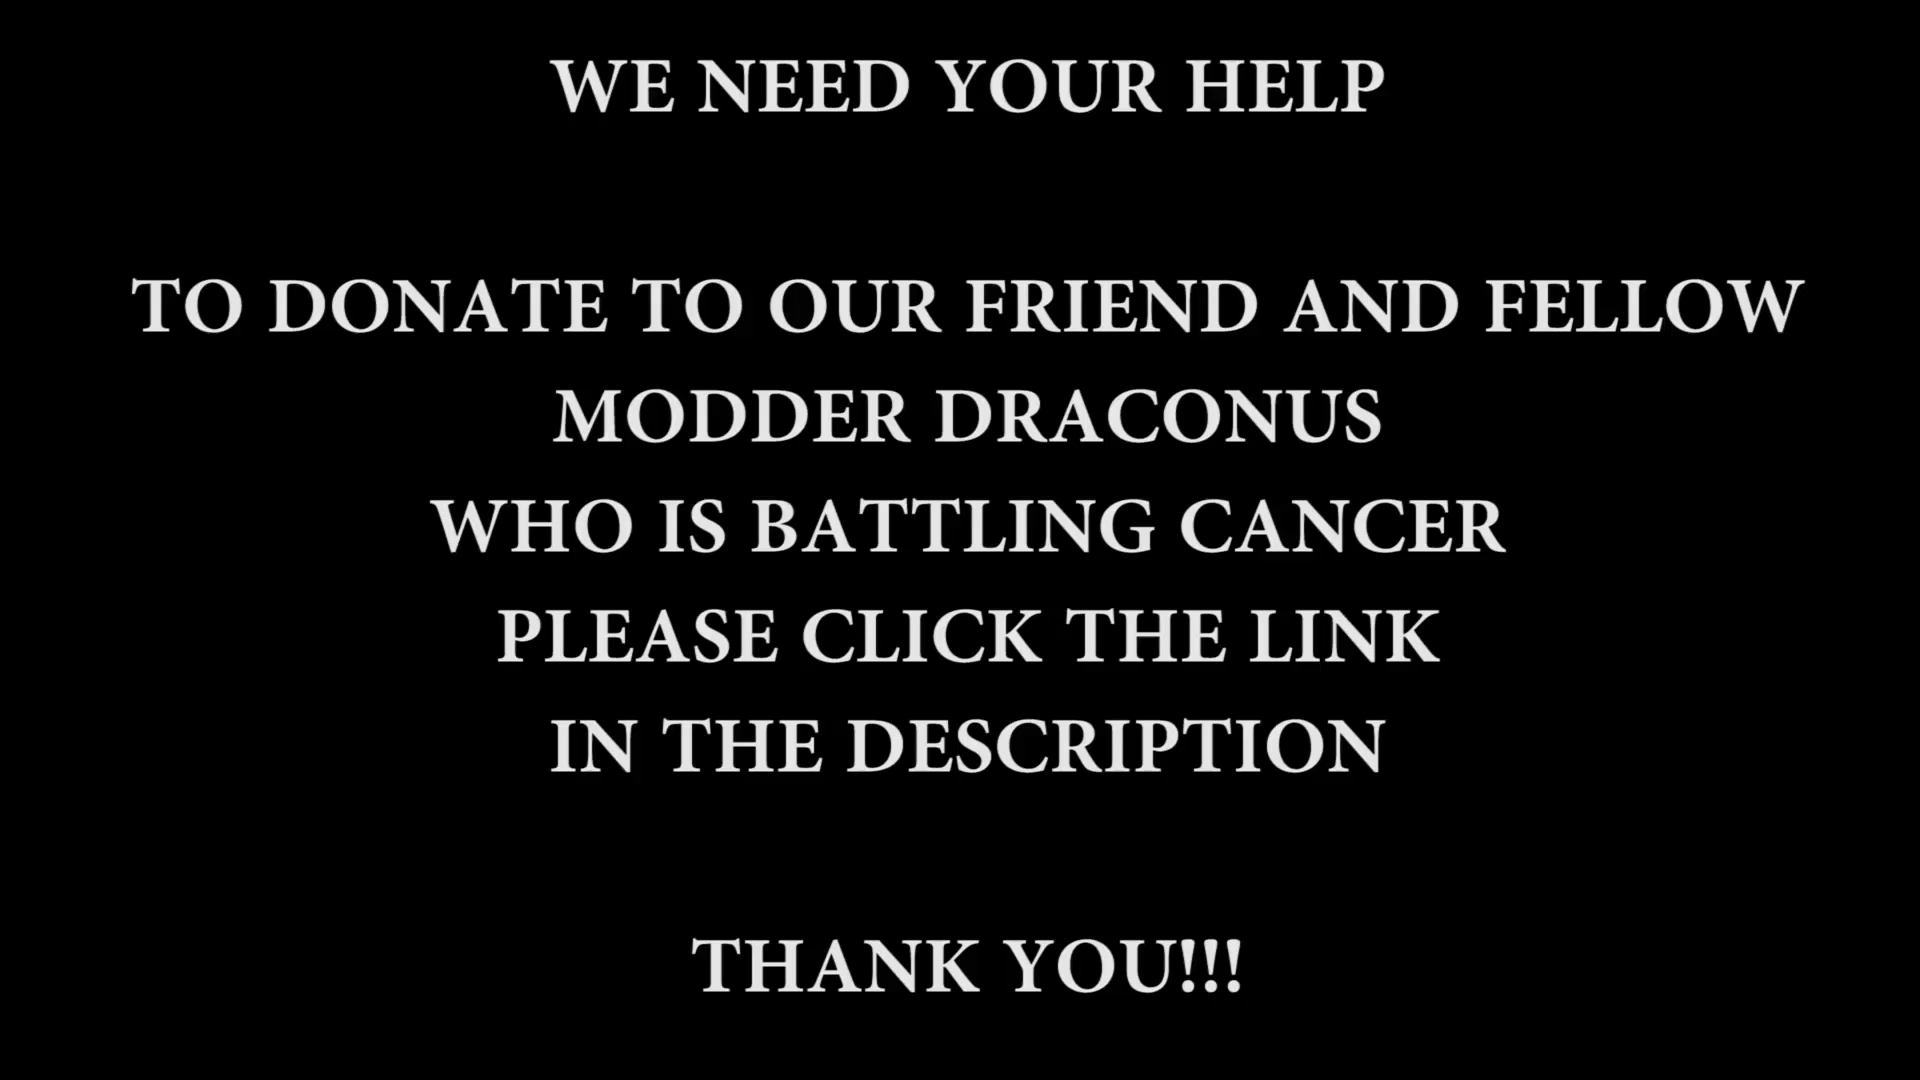 WE NEED YOUR HELP
TO DONATE TO OUR FRIEND AND FELLOW
MODDER DRACONUS
WHO IS BATTLING CANCER
PLEASE CLICK THE LINK
IN THE DESCRIPTION
THANK YOU!!!